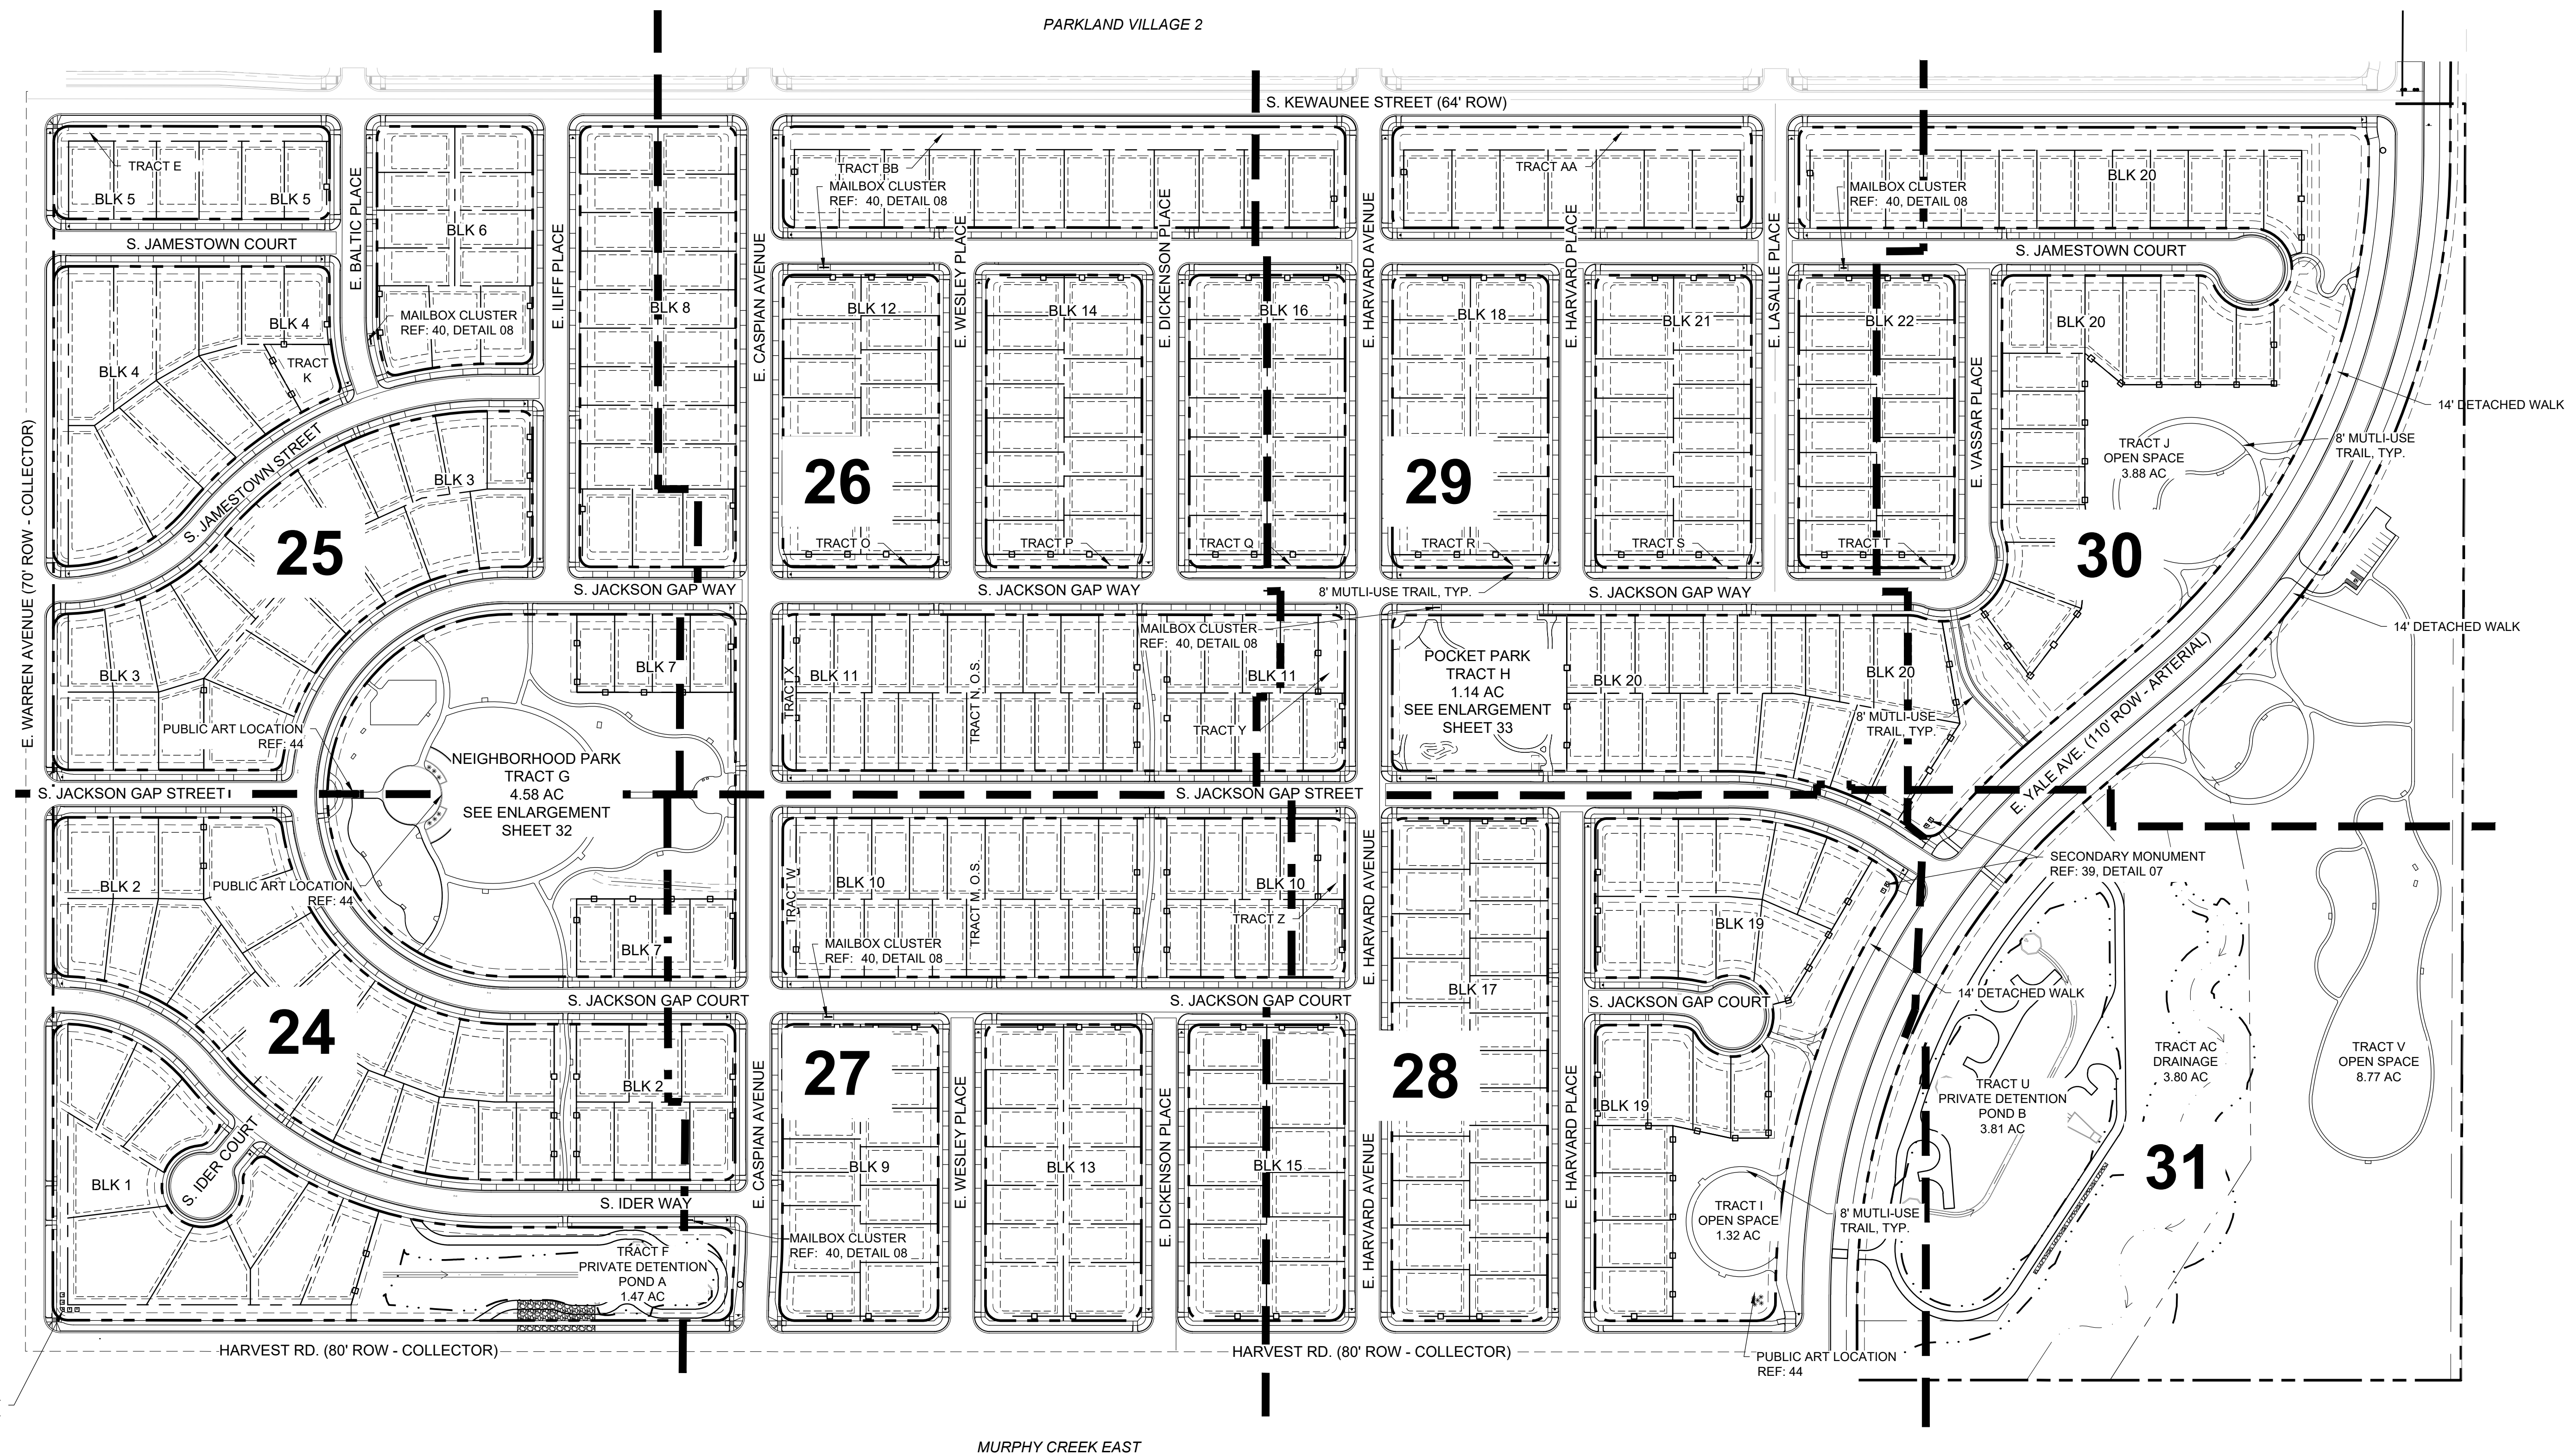 PARKLAND VILLAGE 2
S. KEWAUNEE STREET (64' ROW)
TRACT E
BLK 5
BLK 5
E. BALTIC PLACE
BLK 6
S. JAMESTOWN COURT
E. ILIFF PLACE
BLK 8
E. CASPIAN AVENUE
TRACT BB
MAILBOX CLUSTER
REF: 40, DETAIL 08
E. WESLEY PLACE
E. DICKENSON PLACE
E. HARVARD AVENUE
TRACT AA
E. HARVARD PLACE
E. LASALLE PLACE
MAILBOX CLUSTER
REF: 40, DETAIL 08
BLK 20
S. JAMESTOWN COURT
BLK 4
BLK 4
TRACT
K
MAILBOX CLUSTER
REF: 40, DETAIL 08
BLK 12
BLK 14
BLK 16
BLK 18
BLK 21
BLK 22
BLK 20
E. VASSAR PLACE
14' DETACHED WALK
8' MUTLI-USE
TRAIL, TYP.
TRACT J
OPEN SPACE
3.88 AC
E. WARREN AVENUE (70' ROW - COLLECTOR)
S. JAMESTOWN STREET
BLK 3
25
26
29
30
TRACT O
TRACT P
TRACT Q
TRACT R
TRACT S
TRACT T
S. JACKSON GAP WAY
S. JACKSON GAP WAY
8' MUTLI-USE TRAIL, TYP.
S. JACKSON GAP WAY
14' DETACHED WALK
BLK 3
BLK 7
TRACT X
BLK 11
TRACT N, O.S.
MAILBOX CLUSTER
REF: 40, DETAIL 08
BLK 11
TRACT Y
POCKET PARK
TRACT H
1.14 AC
SEE ENLARGEMENT
SHEET 33
BLK 20
BLK 20
8' MUTLI-USE
TRAIL, TYP.
E. YALE AVE. (110' ROW - ARTERIAL)
PUBLIC ART LOCATION
REF: 44
NEIGHBORHOOD PARK
TRACT G
4.58 AC
SEE ENLARGEMENT
SHEET 32
S. JACKSON GAP STREET
S. JACKSON GAP STREET
BLK 2
PUBLIC ART LOCATION
REF: 44
BLK 7
TRACT W
BLK 10
TRACT M, O.S.
BLK 10
TRACT Z
MAILBOX CLUSTER
REF: 40, DETAIL 08
E. HARVARD AVENUE
BLK 19
SECONDARY MONUMENT
REF: 39, DETAIL 07
BLK 17
14' DETACHED WALK
S. JACKSON GAP COURT
S. JACKSON GAP COURT
S. JACKSON GAP COURT
24
27
28
31
BLK 2
E. CASPIAN AVENUE
BLK 9
E. WESLEY PLACE
BLK 13
E. DICKENSON PLACE
BLK 15
E. HARVARD AVENUE
E. HARVARD PLACE
BLK 19
TRACT U
PRIVATE DETENTION
POND B
3.81 AC
TRACT AC
DRAINAGE
3.80 AC
TRACT V
OPEN SPACE
8.77 AC
BLK 1
S. IDER COURT
S. IDER WAY
MAILBOX CLUSTER
REF: 40, DETAIL 08
TRACT F
PRIVATE DETENTION
POND A
1.47 AC
TRACT I
OPEN SPACE
1.32 AC
8' MUTLI-USE
TRAIL, TYP.
HARVEST RD. (80' ROW - COLLECTOR)
HARVEST RD. (80' ROW - COLLECTOR)
PUBLIC ART LOCATION
REF: 44
MURPHY CREEK EAST